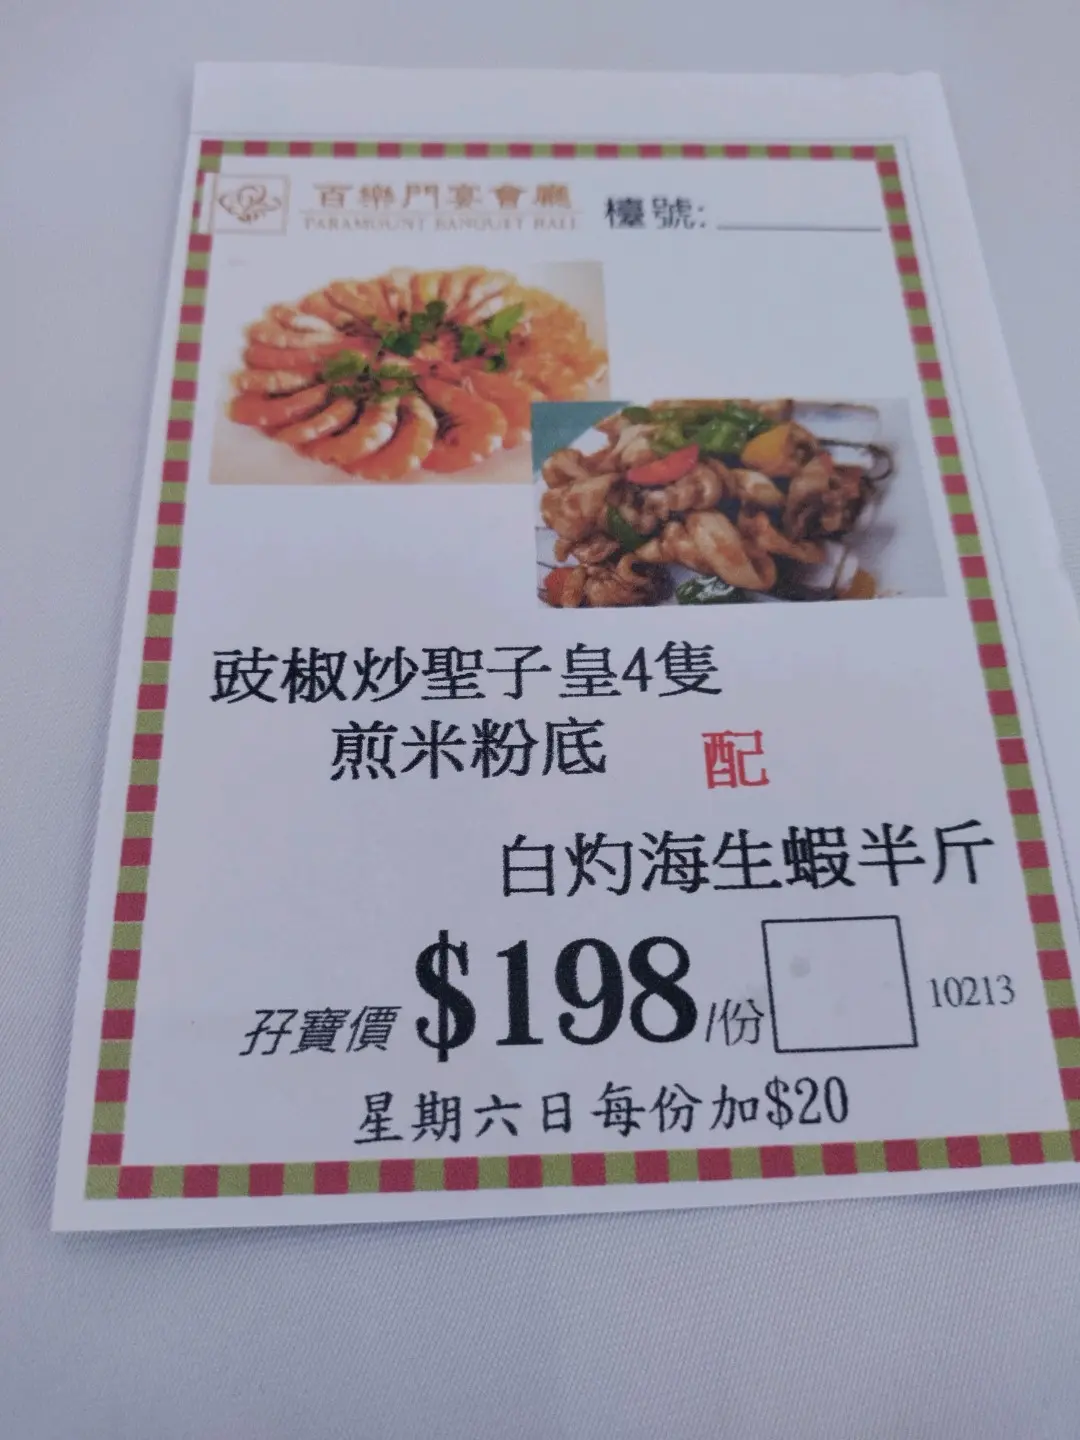 百樂門宴會廳
PARAMOUNT BANQUET HALL
檯號:
豉椒炒聖子皇4隻
煎米粉底
配
白灼海生蝦半斤
孖寶價 $198/份
10213
星期六日每份加$20